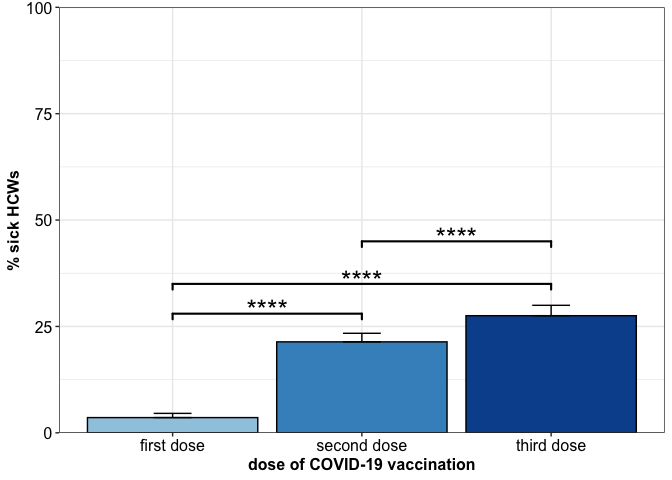 100
75
50
25
0
% sick HCWs
****
****
****
first dose second dose third dose
dose of COVID-19 vaccination